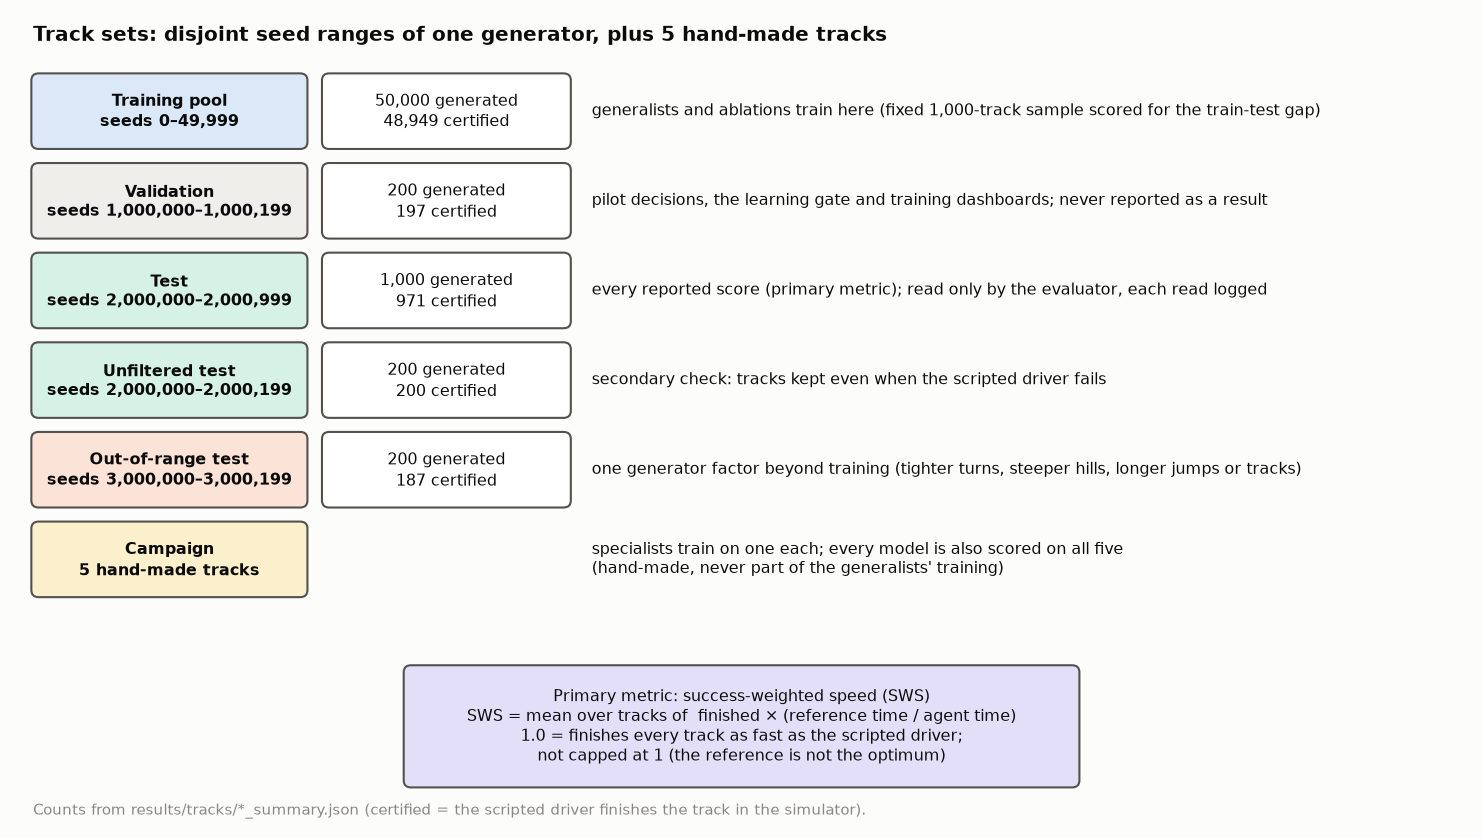 Track sets: disjoint seed ranges of one generator, plus 5 hand-made tracks
Training pool
seeds 0–49,999
50,000 generated
48,949 certified
generalists and ablations train here (fixed 1,000-track sample scored for the train-test gap)
Validation
seeds 1,000,000–1,000,199
200 generated
197 certified
pilot decisions, the learning gate and training dashboards; never reported as a result
Test
seeds 2,000,000–2,000,999
1,000 generated
971 certified
every reported score (primary metric); read only by the evaluator, each read logged
Unfiltered test
seeds 2,000,000–2,000,199
200 generated
200 certified
secondary check: tracks kept even when the scripted driver fails
Out-of-range test
seeds 3,000,000–3,000,199
200 generated
187 certified
one generator factor beyond training (tighter turns, steeper hills, longer jumps or tracks)
Campaign
5 hand-made tracks
specialists train on one each; every model is also scored on all five
(hand-made, never part of the generalists' training)
Primary metric: success-weighted speed (SWS)
SWS = mean over tracks of  finished × (reference time / agent time)
1.0 = finishes every track as fast as the scripted driver;
not capped at 1 (the reference is not the optimum)
Counts from results/tracks/*_summary.json (certified = the scripted driver finishes the track in the simulator).